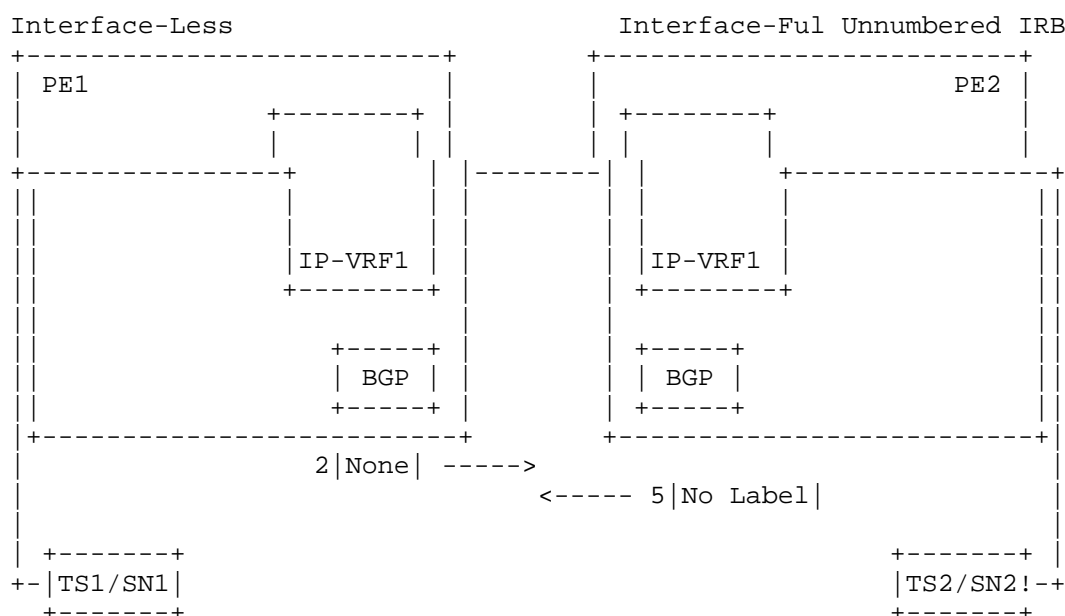 Interface-Less Interface-Ful Unnumbered IRB
PE1 PE2
IP-VRF1 IP-VRF1
BGP BGP
2|None| ----->
<----- 5|No Label|
TS1/SN1 TS2/SN2!